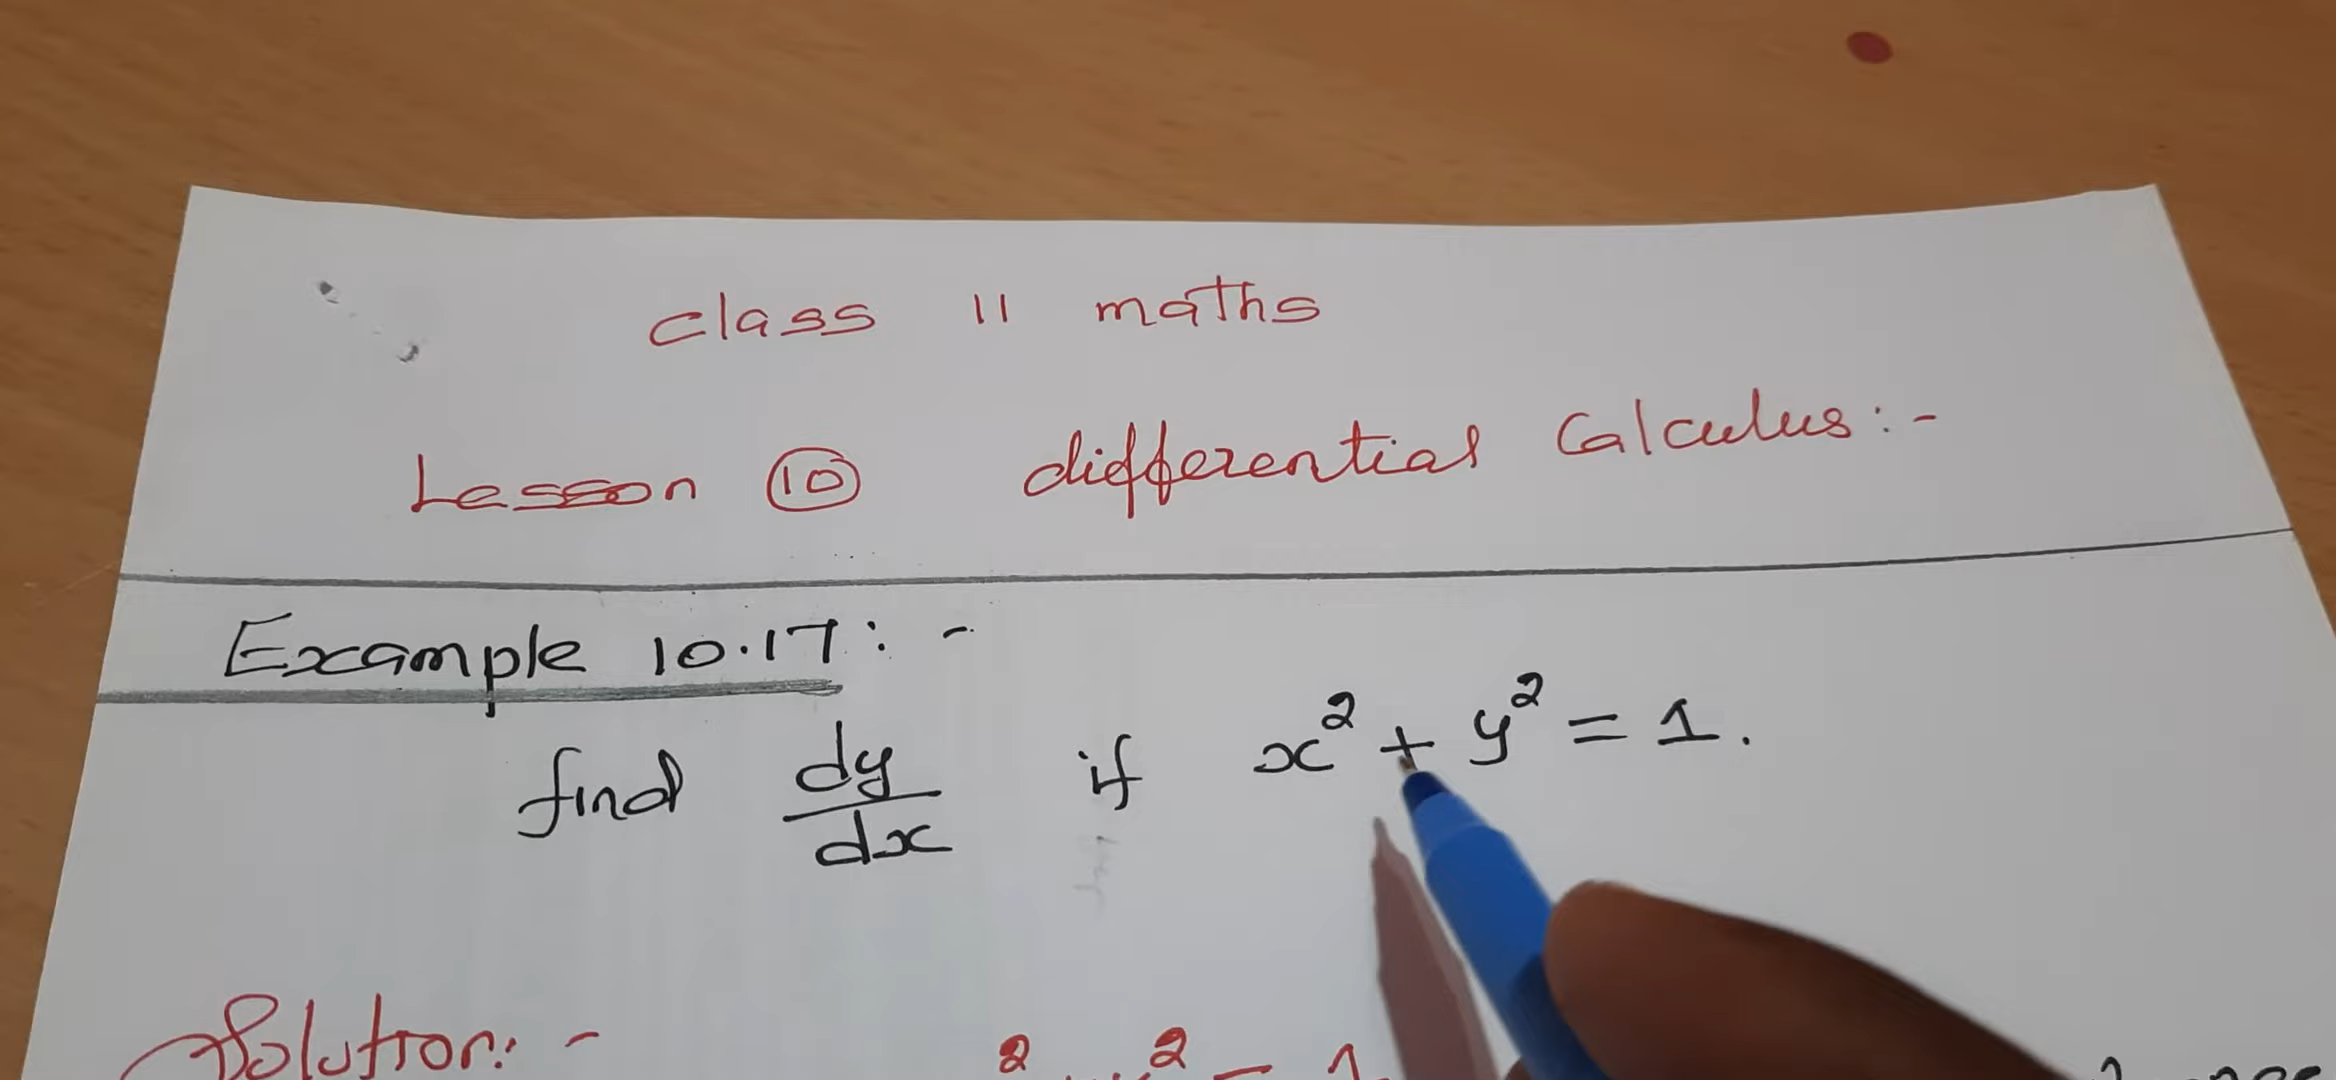 class 11 maths
Lesson 10 differential Calculus:-
Example 10.17:-
find dy/dx if x² + y² = 1.
Solution:-